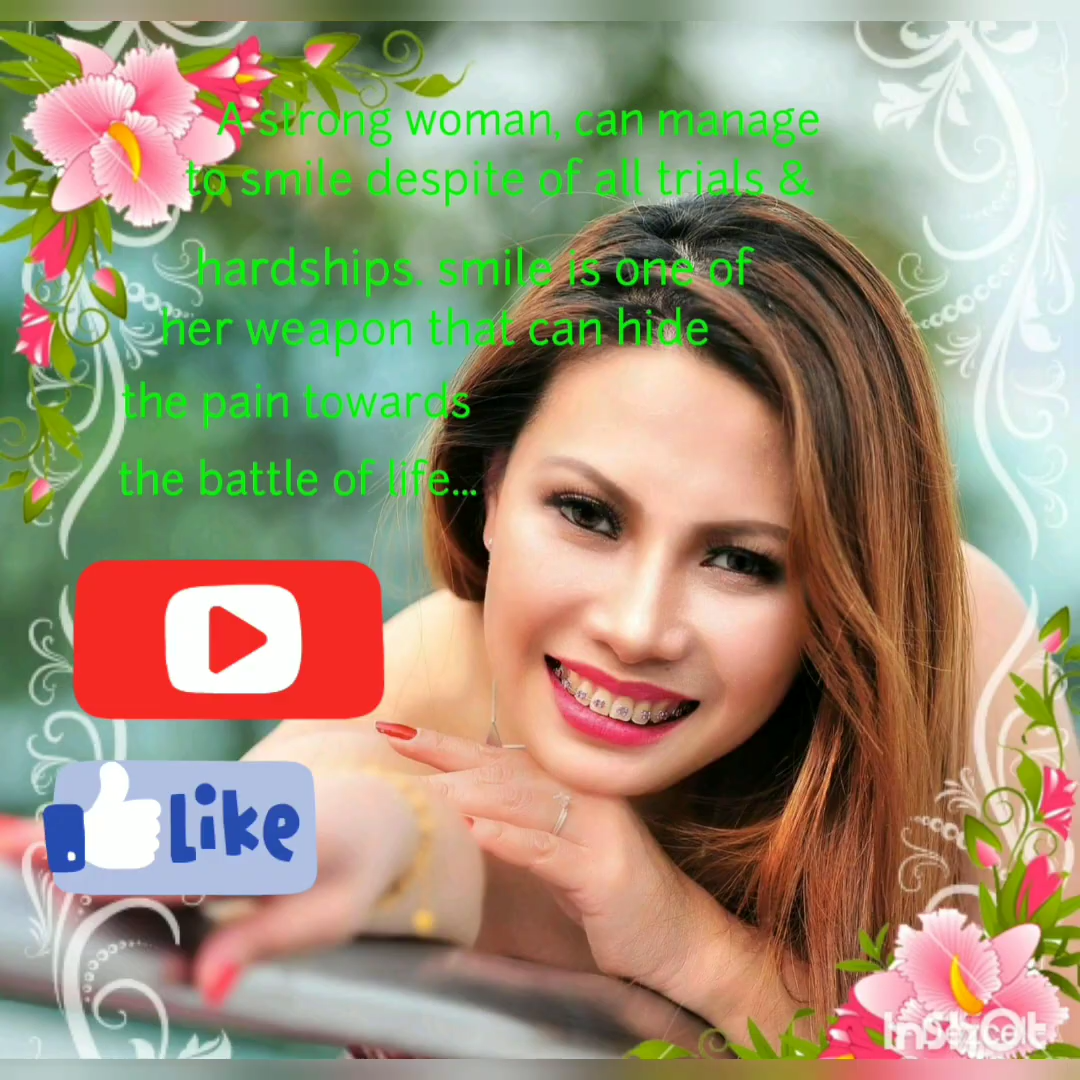 A strong woman, can manage
to smile despite of all trials &
hardships. smile is one of
her weapon that can hide
the pain towards
the battle of life...
Like
InShOt